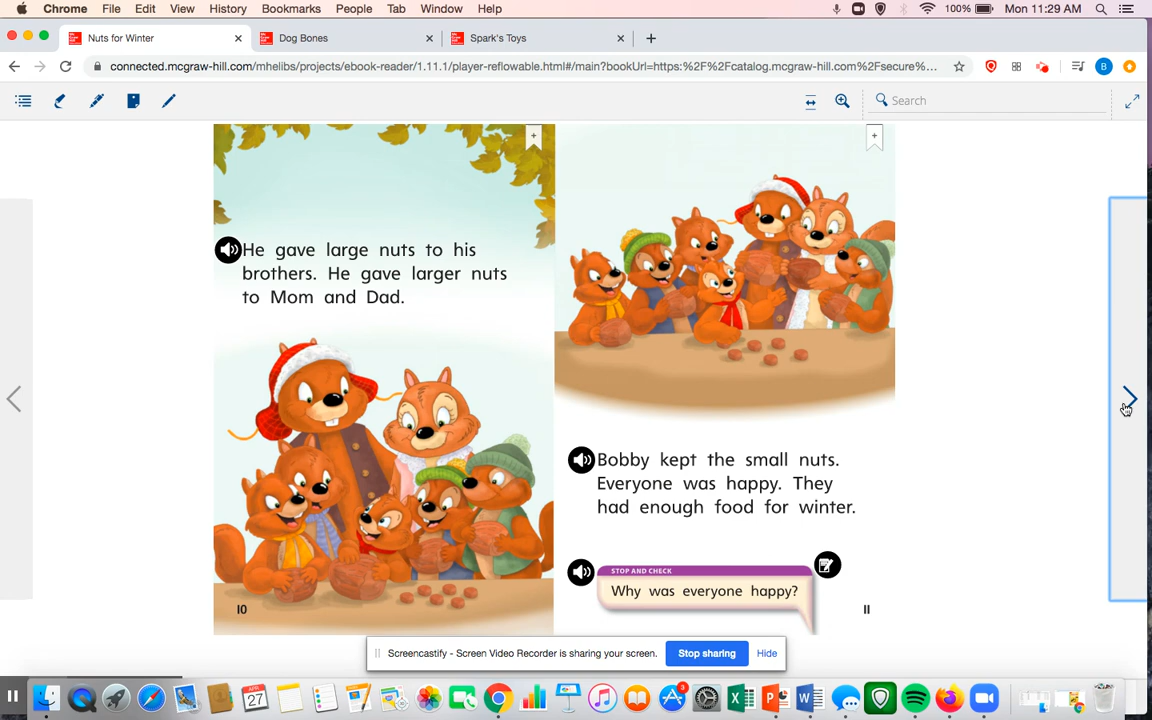 Chrome File Edit View History Bookmarks People Tab Window Help 100% Mon 11:29 AM
Nuts for Winter Dog Bones Spark's Toys
connected.mcgraw-hill.com/mhelibs/projects/ebook-reader/1.11.1/player-reflowable.html#/main?bookUrl=https:%2F%2Fcatalog.mcgraw-hill.com%2Fsecure%... B
Search
He gave large nuts to his
brothers. He gave larger nuts
to Mom and Dad.
10
Bobby kept the small nuts.
Everyone was happy. They
had enough food for winter.
STOP AND CHECK
Why was everyone happy?
11
Screencastify - Screen Video Recorder is sharing your screen. Stop sharing Hide
APR
27
3